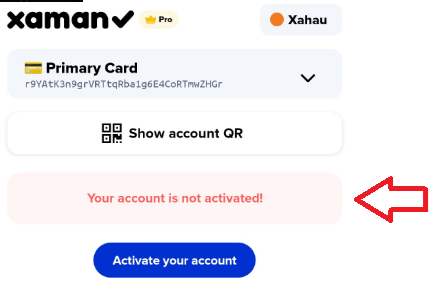 xaman
Pro
Xahau
Primary Card
r9YAtK3n9grVRTtqRba1g6E4CoRTmwZHGr
Show account QR
Your account is not activated!
Activate your account